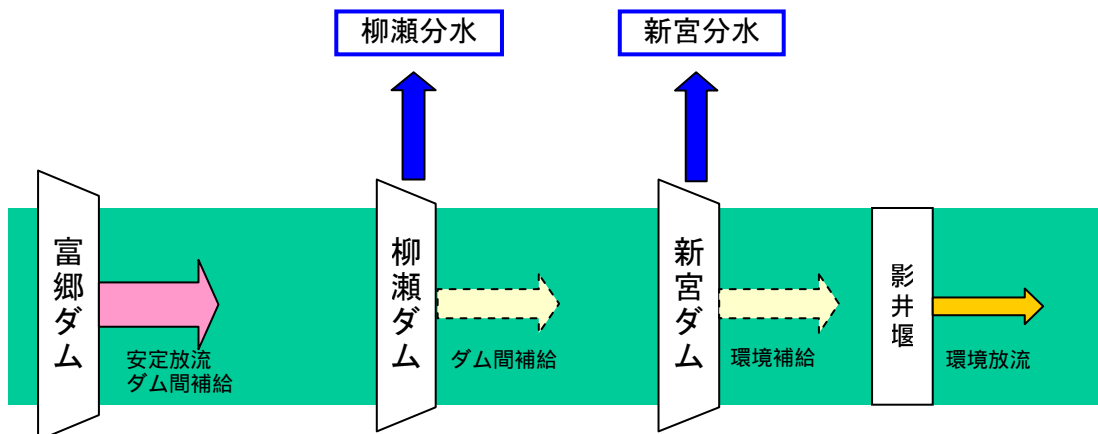 柳瀬分水
新宮分水
富郷ダム
安定放流
ダム間補給
柳瀬ダム
ダム間補給
新宮ダム
環境補給
影井堰
環境放流